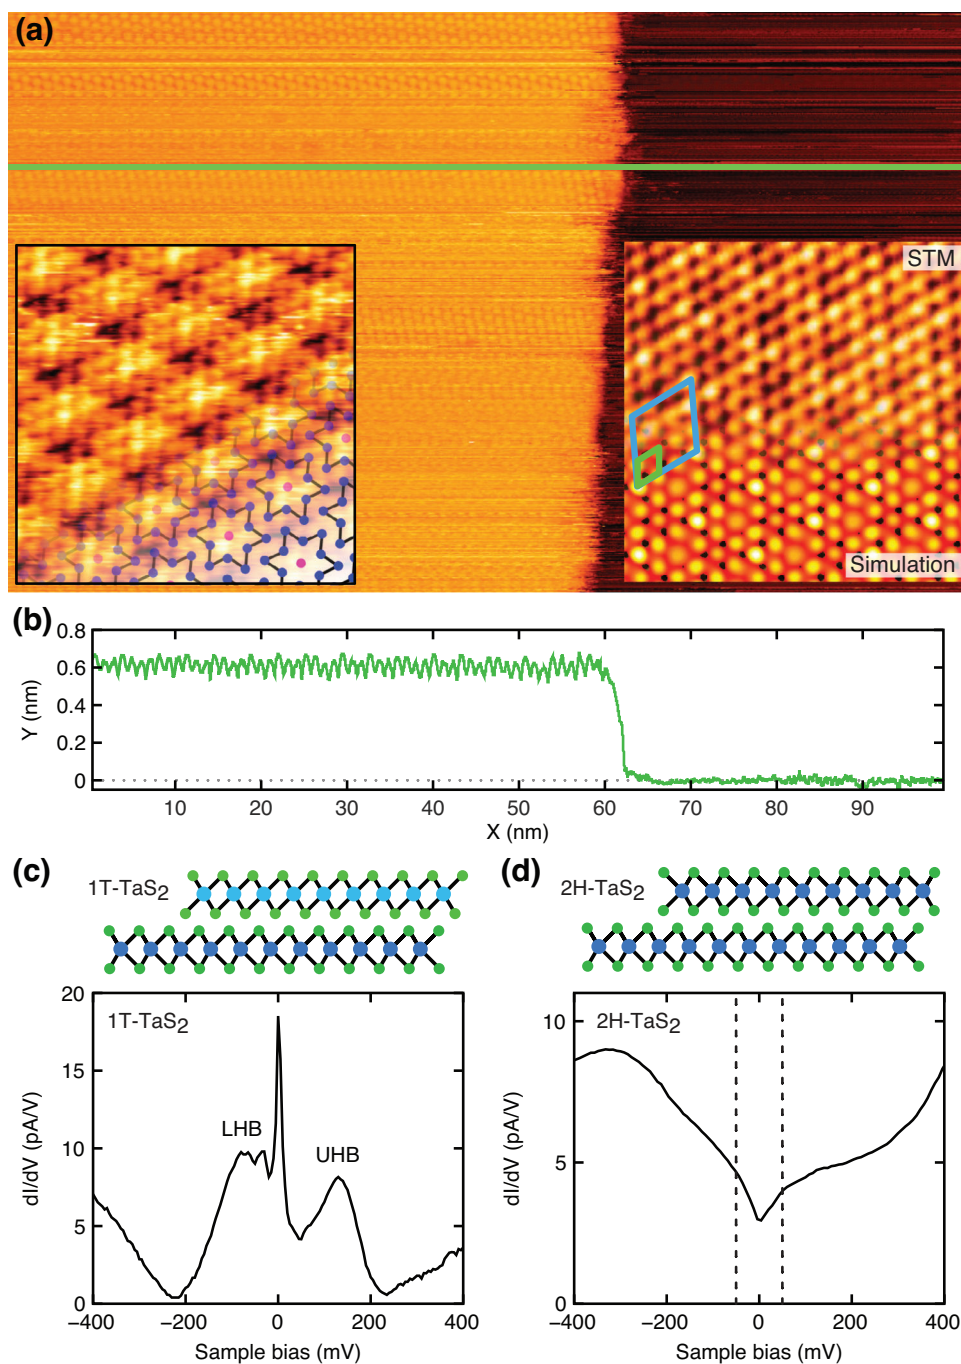 (a)
STM
Simulation
(b)
0.8
0.6
0.4
0.2
0
Y (nm)
10 20 30 40 50 60 70 80 90
X (nm)
(c)
1T-TaS2
(d)
2H-TaS2
20
15
10
5
0
dI/dV (pA/V)
1T-TaS2
LHB
UHB
−400 −200 0 200 400
Sample bias (mV)
10
5
0
dI/dV (pA/V)
2H-TaS2
−400 −200 0 200 400
Sample bias (mV)